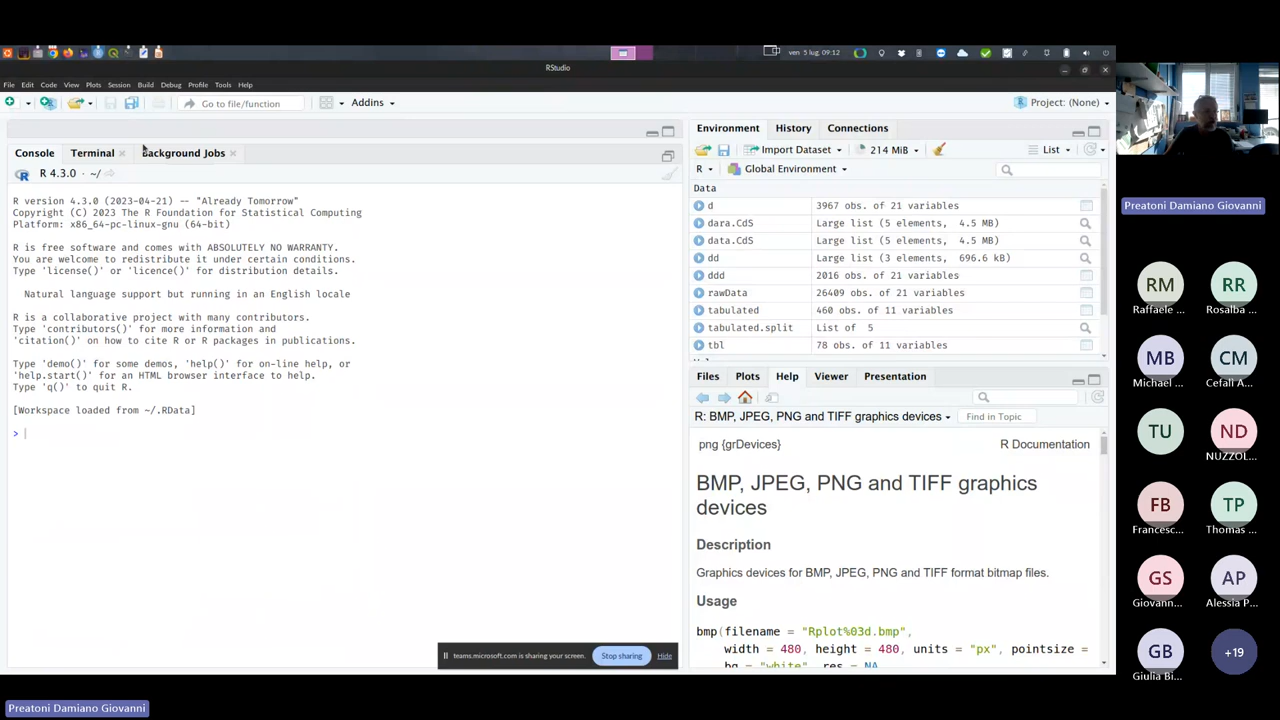 ven 5 lug, 09:12
RStudio
File Edit Code View Plots Session Build Debug Profile Tools Help
Go to file/function
Addins
Project: (None)
Console Terminal Background Jobs
R 4.3.0 · ~/
R version 4.3.0 (2023-04-21) -- "Already Tomorrow"
Copyright (C) 2023 The R Foundation for Statistical Computing
Platform: x86_64-pc-linux-gnu (64-bit)
R is free software and comes with ABSOLUTELY NO WARRANTY.
You are welcome to redistribute it under certain conditions.
Type 'license()' or 'licence()' for distribution details.
Natural language support but running in an English locale
R is a collaborative project with many contributors.
Type 'contributors()' for more information and
'citation()' on how to cite R or R packages in publications.
Type 'demo()' for some demos, 'help()' for on-line help, or
'help.start()' for an HTML browser interface to help.
Type 'q()' to quit R.
[Workspace loaded from ~/.RData]
>
Environment History Connections
Import Dataset 214 MiB List
R Global Environment
Data
d 3967 obs. of 21 variables
dara.CdS Large list (5 elements, 4.5 MB)
data.CdS Large list (5 elements, 4.5 MB)
dd Large list (3 elements, 696.6 kB)
ddd 2016 obs. of 21 variables
rawData 26409 obs. of 21 variables
tabulated 460 obs. of 11 variables
tabulated.split List of 5
tbl 78 obs. of 11 variables
Files Plots Help Viewer Presentation
R: BMP, JPEG, PNG and TIFF graphics devices Find in Topic
png {grDevices} R Documentation
BMP, JPEG, PNG and TIFF graphics
devices
Description
Graphics devices for BMP, JPEG, PNG and TIFF format bitmap files.
Usage
bmp(filename = "Rplot%03d.bmp",
width = 480, height = 480, units = "px", pointsize =
bg = "white", res = NA,
teams.microsoft.com is sharing your screen. Stop sharing Hide
Preatoni Damiano Giovanni
RM RR
Raffaele ... Rosalba ...
MB CM
Michael ... Cefalì A...
TU ND
NUZZOL...
FB TP
Francesc... Thomas ...
GS AP
Giovann... Alessia P...
GB +19
Giulia Bi...
Preatoni Damiano Giovanni